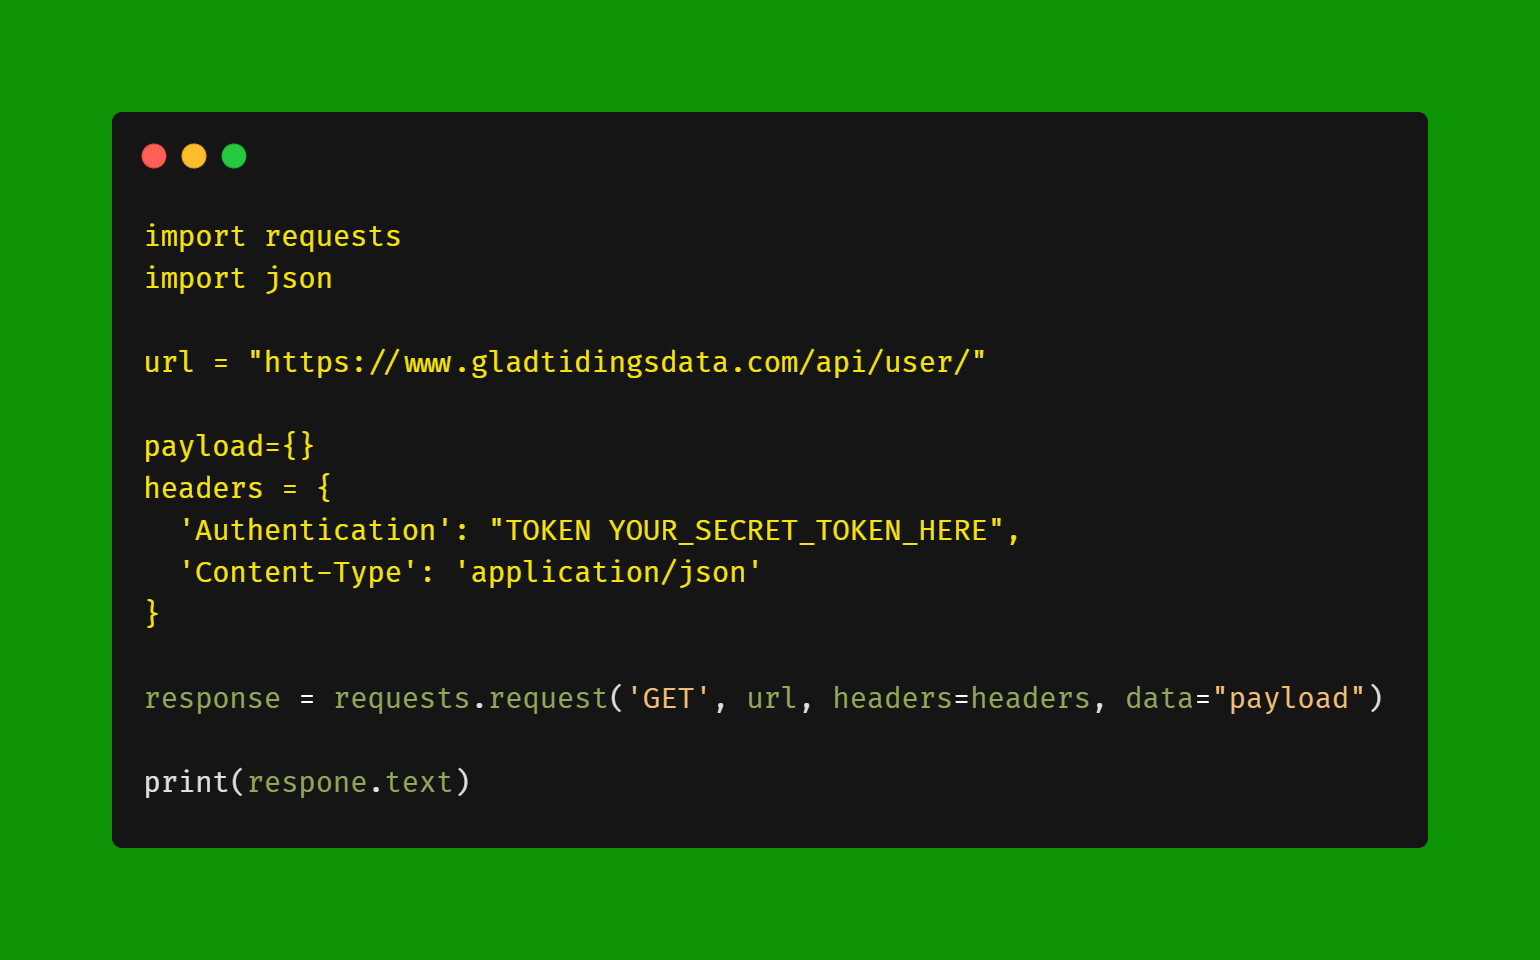 import requests
import json
url = "https://www.gladtidingsdata.com/api/user/"
payload={}
headers = {
  'Authentication': "TOKEN YOUR_SECRET_TOKEN_HERE",
  'Content-Type': 'application/json'
}
response = requests.request('GET', url, headers=headers, data="payload")
print(respone.text)